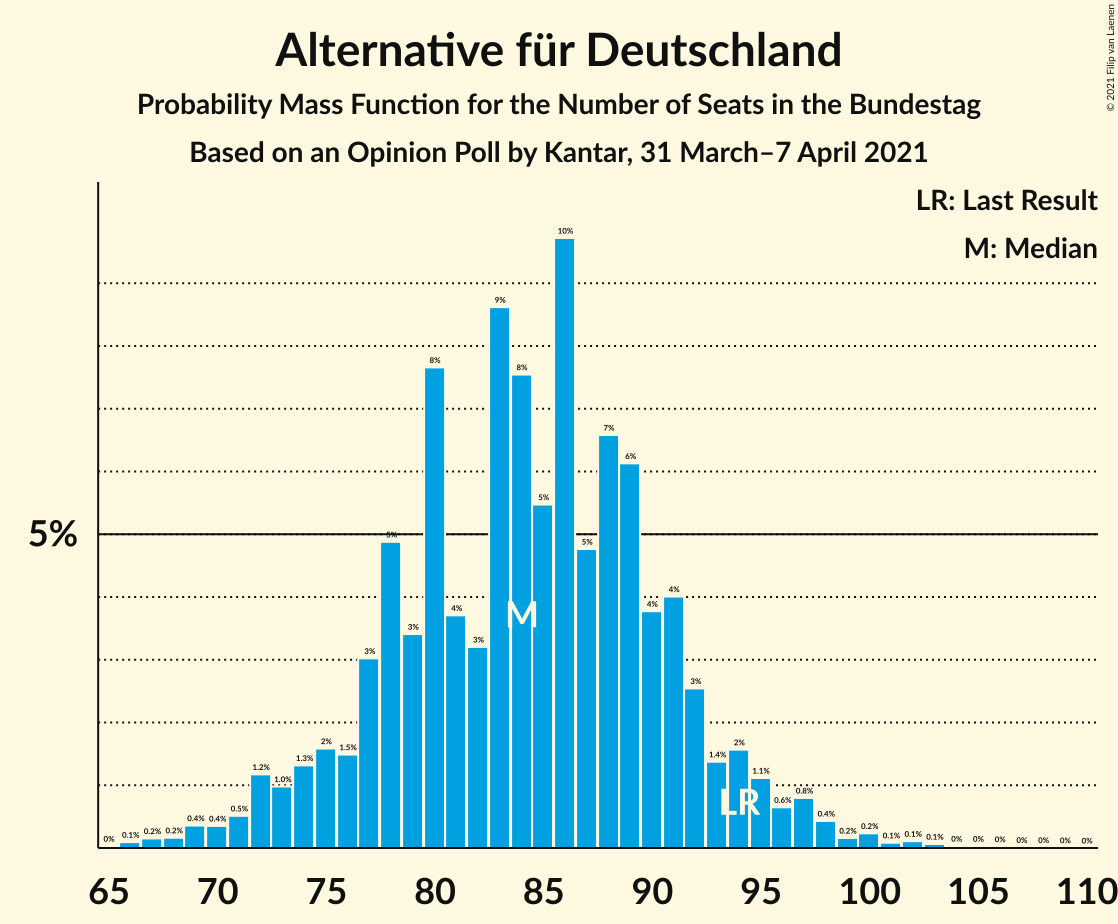 Alternative für Deutschland
Probability Mass Function for the Number of Seats in the Bundestag
Based on an Opinion Poll by Kantar, 31 March–7 April 2021
© 2021 Filip van Laenen
LR: Last Result
M: Median
5%
0% 0.1% 0.2% 0.2% 0.4% 0.4% 0.5% 1.2% 1.0% 1.3% 2% 1.5% 3% 5% 3% 8% 4% 3% 9% 8% 5% 10% 5% 7% 6% 4% 4% 3% 1.4% 2% 1.1% 0.6% 0.8% 0.4% 0.2% 0.2% 0.1% 0.1% 0.1% 0% 0% 0% 0% 0% 0% 0%
M
LR
65 70 75 80 85 90 95 100 105 110